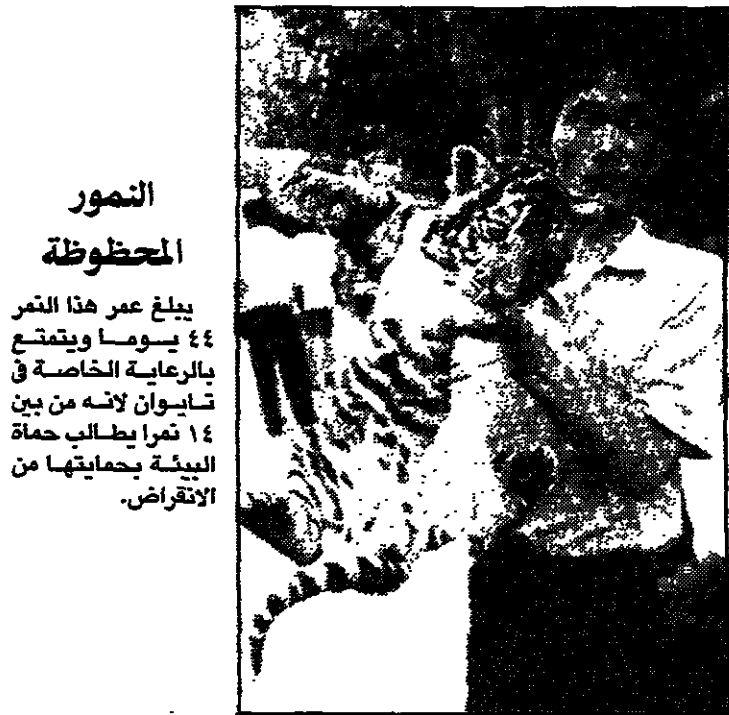 النمور
المحظوظة
يبلغ عمر هذا النمر
٤٤ يوما ويتمتع
بالرعاية الخاصة في
تايوان لانه من بين
١٤ نمرا يطالب حماة
البيئة بحمايتها من
الانقراض.